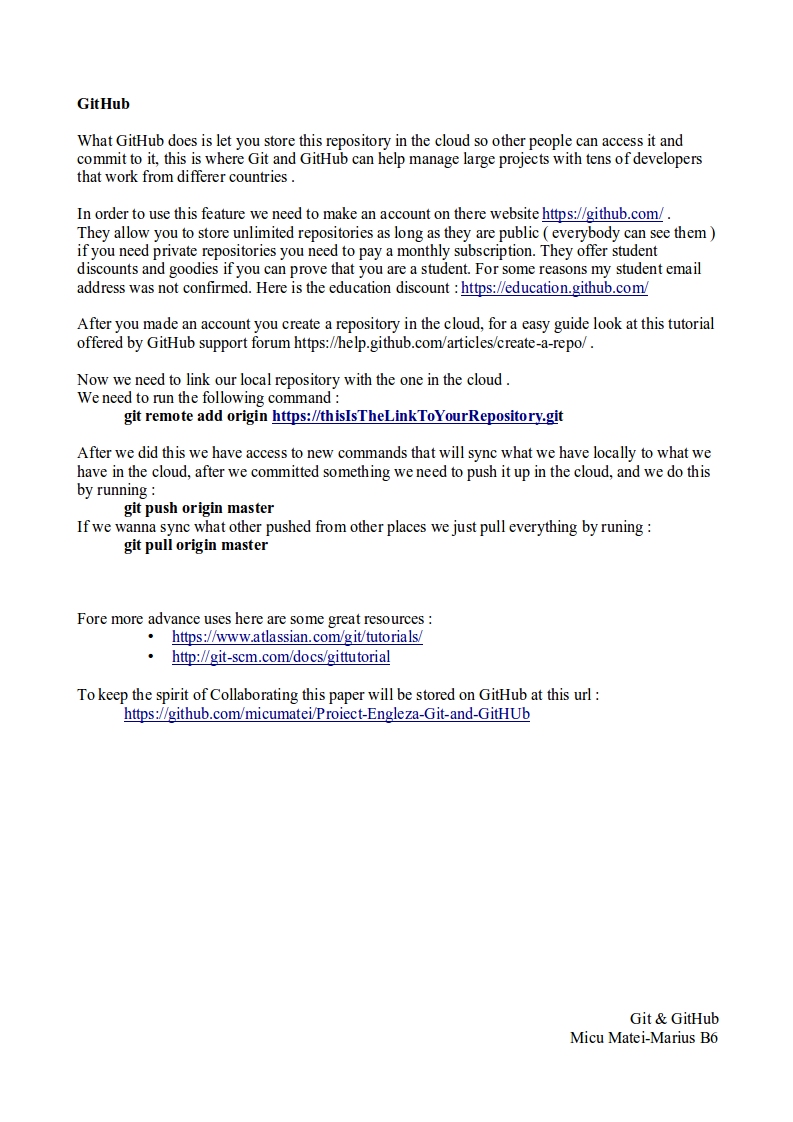 GitHub
What GitHub does is let you store this repository in the cloud so other people can access it and
commit to it, this is where Git and GitHub can help manage large projects with tens of developers
that work from differer countries .
In order to use this feature we need to make an account on there website https://github.com/ .
They allow you to store unlimited repositories as long as they are public ( everybody can see them )
if you need private repositories you need to pay a monthly subscription. They offer student
discounts and goodies if you can prove that you are a student. For some reasons my student email
address was not confirmed. Here is the education discount : https://education.github.com/
After you made an account you create a repository in the cloud, for a easy guide look at this tutorial
offered by GitHub support forum https://help.github.com/articles/create-a-repo/ .
Now we need to link our local repository with the one in the cloud .
We need to run the following command :
git remote add origin https://thisIsTheLinkToYourRepository.git
After we did this we have access to new commands that will sync what we have locally to what we
have in the cloud, after we committed something we need to push it up in the cloud, and we do this
by running :
git push origin master
If we wanna sync what other pushed from other places we just pull everything by runing :
git pull origin master
Fore more advance uses here are some great resources :
• https://www.atlassian.com/git/tutorials/
• http://git-scm.com/docs/gittutorial
To keep the spirit of Collaborating this paper will be stored on GitHub at this url :
https://github.com/micumatei/Proiect-Engleza-Git-and-GitHUb
Git & GitHub
Micu Matei-Marius B6